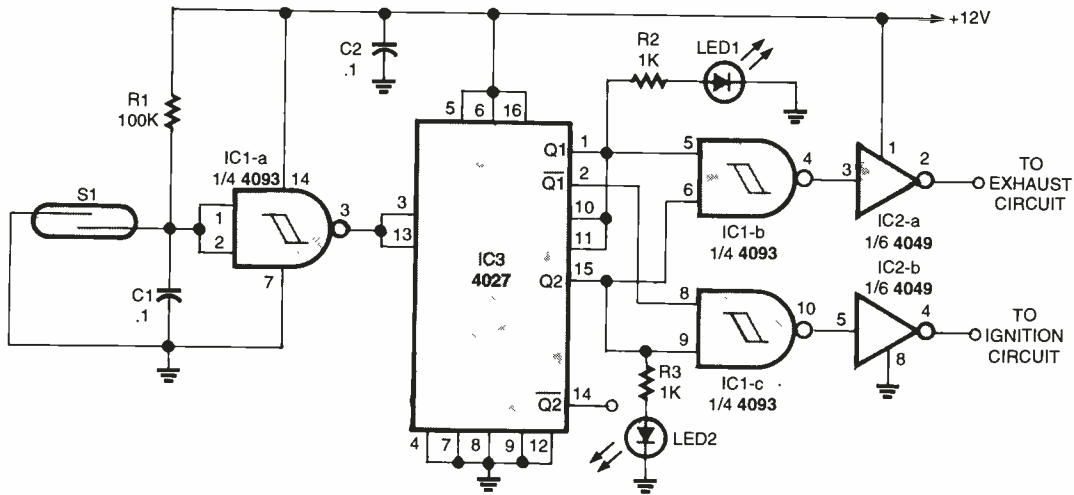 +12V
C2
.1
R2
1K
LED1
R1
100K
IC1-a
1/4 4093
14
5
6
16
S1
1
2
3
7
C1
.1
3
13
IC3
4027
Q1
1
Q1
2
10
11
Q2
15
Q2
14
4
7
8
9
12
5
6
4
IC1-b
1/4 4093
3
1
2
IC2-a
1/6 4049
TO
EXHAUST
CIRCUIT
8
9
10
IC1-c
1/4 4093
IC2-b
1/6 4049
5
4
8
TO
IGNITION
CIRCUIT
R3
1K
LED2